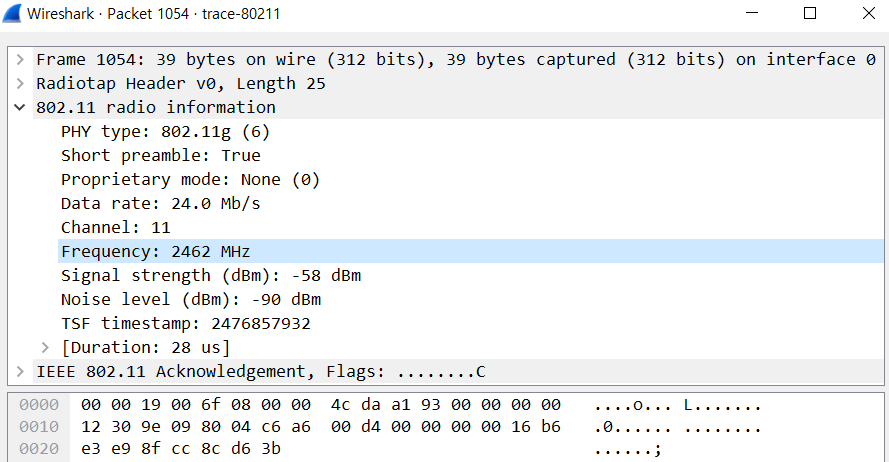 Wireshark · Packet 1054 · trace-80211
Frame 1054: 39 bytes on wire (312 bits), 39 bytes captured (312 bits) on interface 0
Radiotap Header v0, Length 25
802.11 radio information
PHY type: 802.11g (6)
Short preamble: True
Proprietary mode: None (0)
Data rate: 24.0 Mb/s
Channel: 11
Frequency: 2462 MHz
Signal strength (dBm): -58 dBm
Noise level (dBm): -90 dBm
TSF timestamp: 2476857932
[Duration: 28 us]
IEEE 802.11 Acknowledgement, Flags: ........C
0000 00 00 19 00 6f 08 00 00 4c da a1 93 00 00 00 00 ....o... L.......
0010 12 30 9e 09 80 04 c6 a6 00 d4 00 00 00 00 16 b6 .0...... ........
0020 e3 e9 8f cc 8c d6 3b ......;